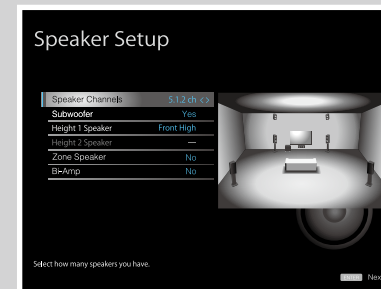 Speaker Setup
Speaker Channels 5.1.2 ch <>
Subwoofer Yes
Height 1 Speaker Front High
Height 2 Speaker —
Zone Speaker No
Bi-Amp No
Select how many speakers you have.
ENTER Next